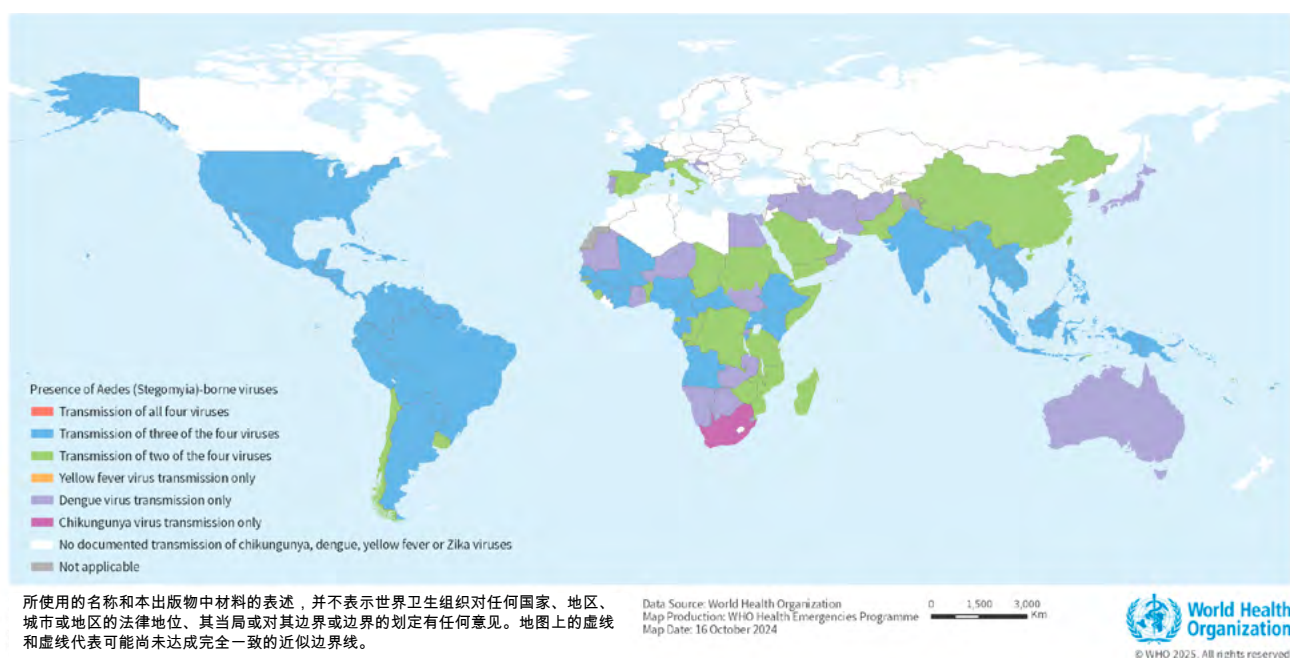 Presence of Aedes (Stegomyia)-borne viruses
Transmission of all four viruses
Transmission of three of the four viruses
Transmission of two of the four viruses
Yellow fever virus transmission only
Dengue virus transmission only
Chikungunya virus transmission only
No documented transmission of chikungunya, dengue, yellow fever or Zika viruses
Not applicable
所使用的名称和本出版物中材料的表述，并不表示世界卫生组织对任何国家、地区、
城市或地区的法律地位、其当局或对其边界或边界的划定有任何意见。地图上的虚线
和虚线代表可能尚未达成完全一致的近似边界线。
Data Source: World Health Organization
Map Production: WHO Health Emergencies Programme
Map Date: 16 October 2024
0 1,500 3,000
Km
World Health
Organization
© WHO 2025. All rights reserved